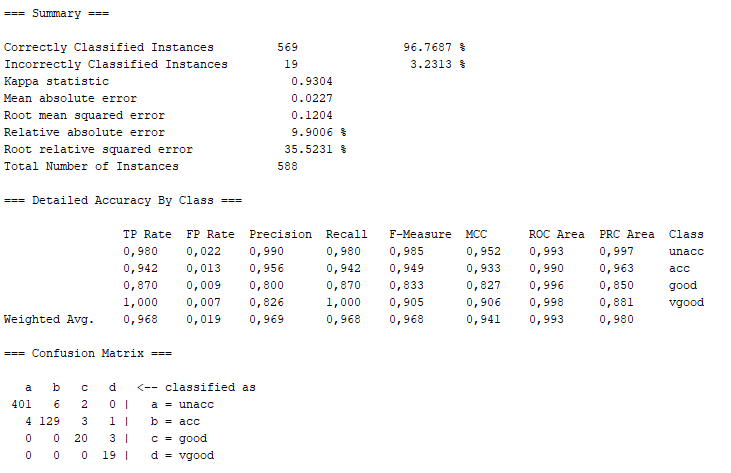 === Summary ===
Correctly Classified Instances 569 96.7687 %
Incorrectly Classified Instances 19 3.2313 %
Kappa statistic 0.9304
Mean absolute error 0.0227
Root mean squared error 0.1204
Relative absolute error 9.9006 %
Root relative squared error 35.5231 %
Total Number of Instances 588
=== Detailed Accuracy By Class ===
TP Rate FP Rate Precision Recall F-Measure MCC ROC Area PRC Area Class
0,980 0,022 0,990 0,980 0,985 0,952 0,993 0,997 unacc
0,942 0,013 0,956 0,942 0,949 0,933 0,990 0,963 acc
0,870 0,009 0,800 0,870 0,833 0,827 0,996 0,850 good
1,000 0,007 0,826 1,000 0,905 0,906 0,998 0,881 vgood
Weighted Avg. 0,968 0,019 0,969 0,968 0,968 0,941 0,993 0,980
=== Confusion Matrix ===
a b c d <-- classified as
401 6 2 0 | a = unacc
4 129 3 1 | b = acc
0 0 20 3 | c = good
0 0 0 19 | d = vgood